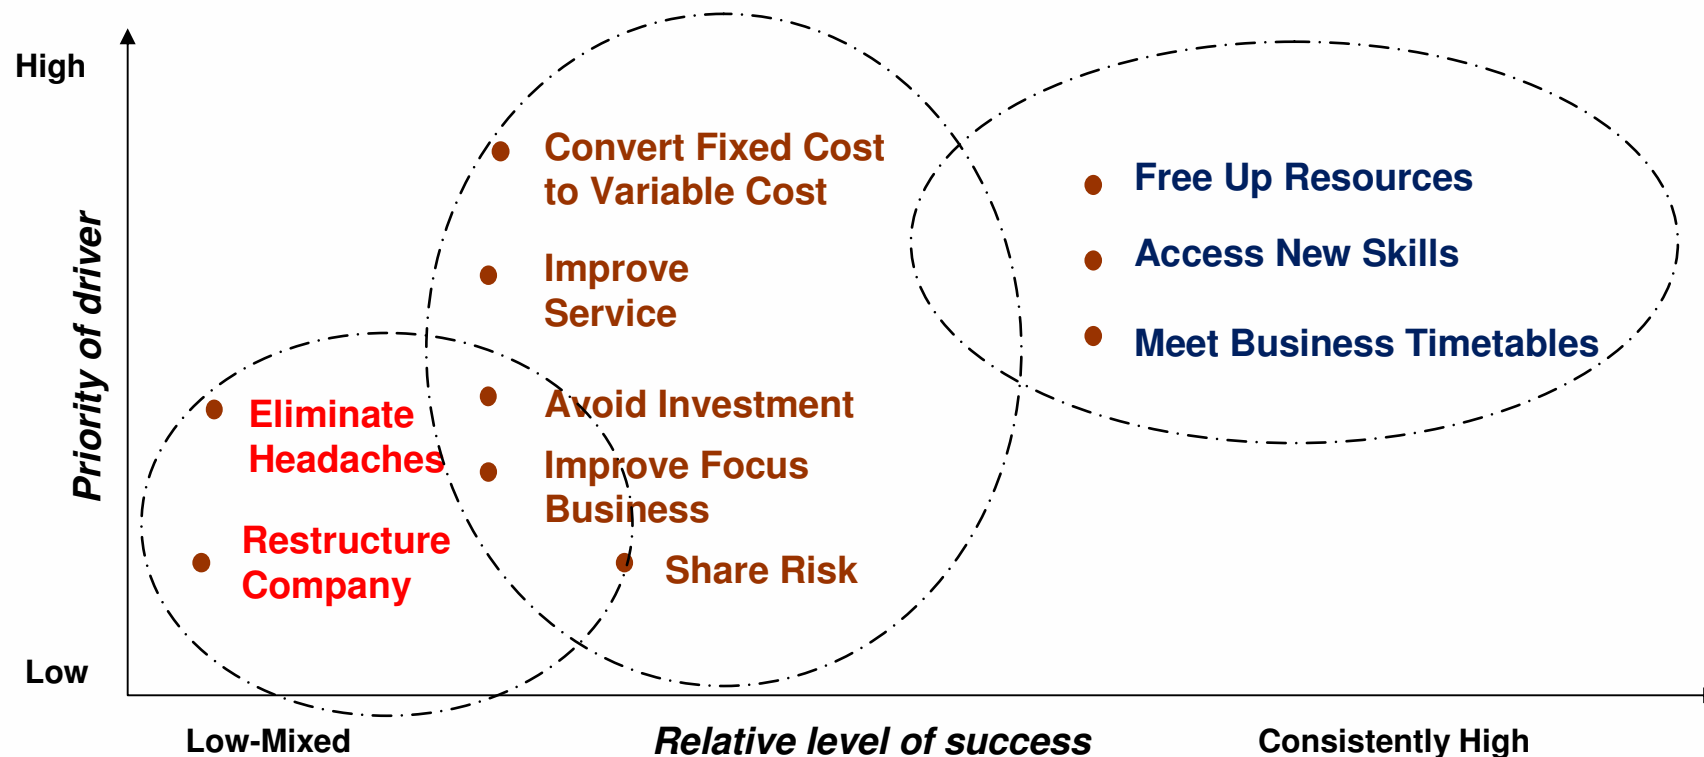 High
Priority of driver
Low
Convert Fixed Cost
to Variable Cost
Improve
Service
Avoid Investment
Improve Focus
Business
Share Risk
Eliminate
Headaches
Restructure
Company
Free Up Resources
Access New Skills
Meet Business Timetables
Low-Mixed
Relative level of success
Consistently High